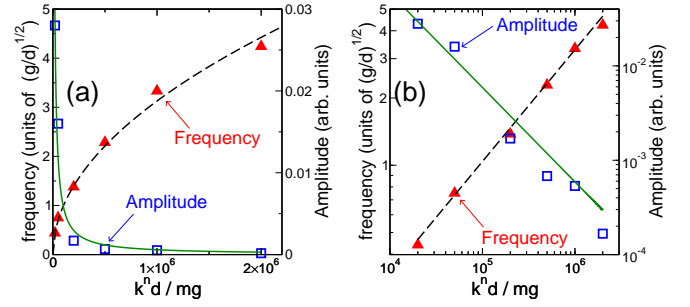 frequency (units of (g/d)^1/2)
5
4
3
2
1
0
(a)
Amplitude
Frequency
Amplitude
0.03
0.02
0.01
0
Amplitude (arb. units)
0
1×10^6
2×10^6
k^n d / mg
frequency (units of (g/d)^1/2)
5
4
3
2
1
(b)
Amplitude
Frequency
10^-2
10^-3
10^-4
Amplitude (arb. units)
10^4
10^5
10^6
k^n d / mg